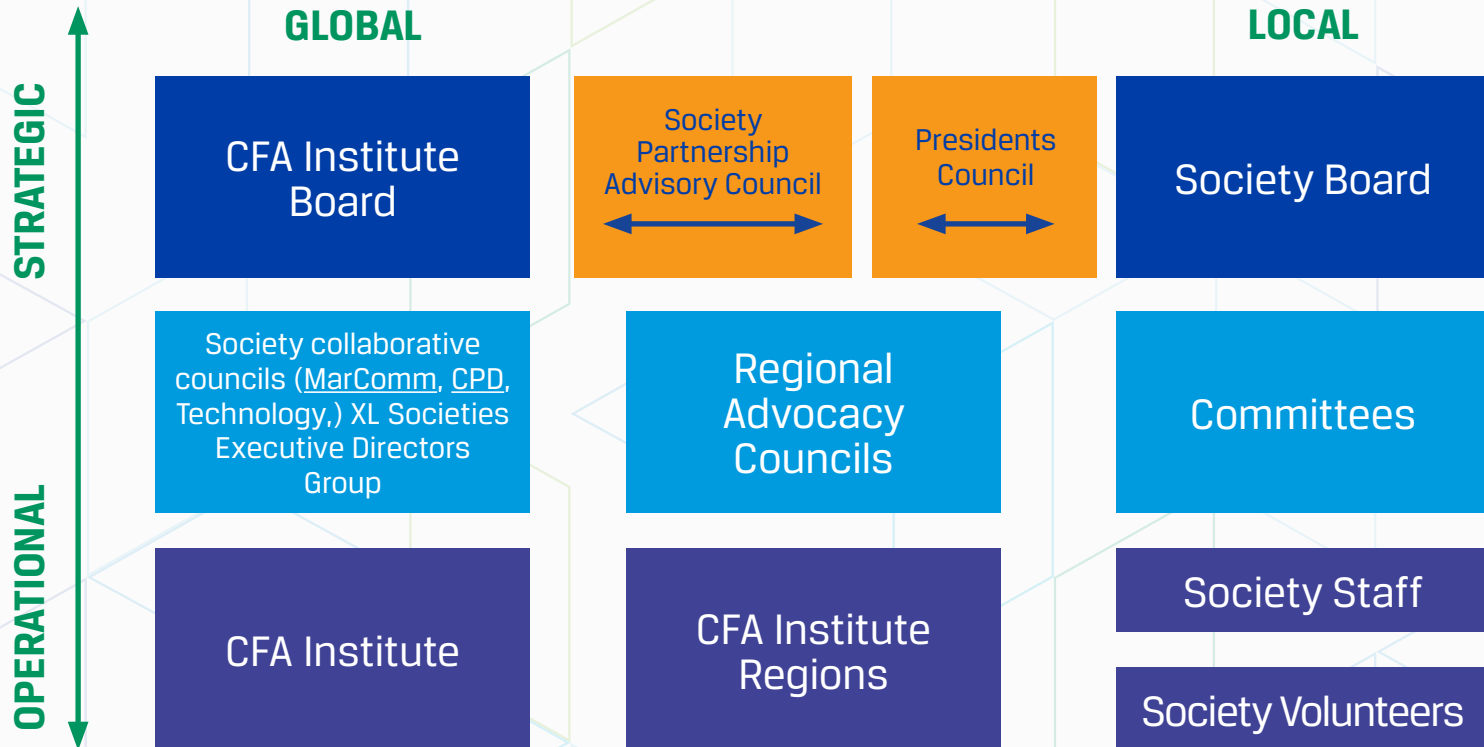 GLOBAL
LOCAL
STRATEGIC
CFA Institute
Board
Society
Partnership
Advisory Council
Presidents
Council
Society Board
Society collaborative
councils (MarComm, CPD,
Technology,) XL Societies
Executive Directors
Group
Regional
Advocacy
Councils
Committees
OPERATIONAL
CFA Institute
CFA Institute
Regions
Society Staff
Society Volunteers